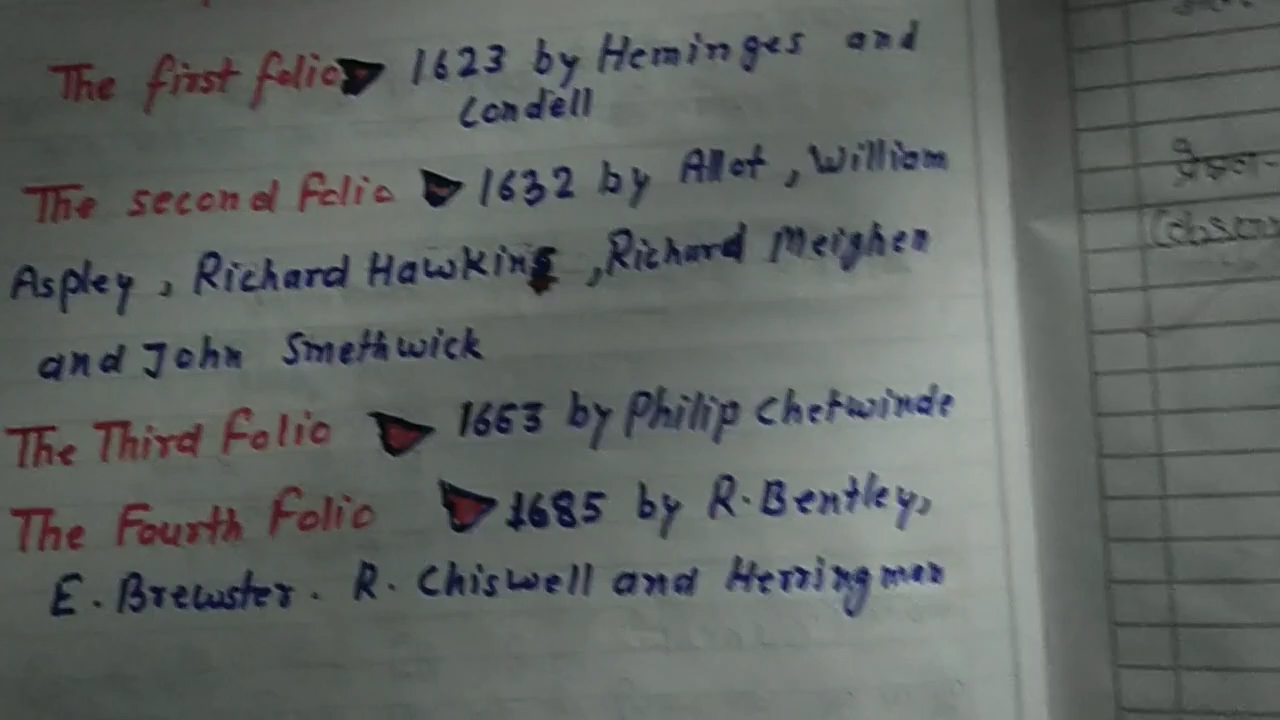 The first folio 1623 by Heminges and
Condell
The second Folio 1632 by Allot, William
Aspley, Richard Hawkins, Richard Meighen
and John Smethwick
The Third Folio 1663 by Philip Chetwinde
The Fourth Folio 1685 by R. Bentley,
E. Brewster. R. Chiswell and Herringman